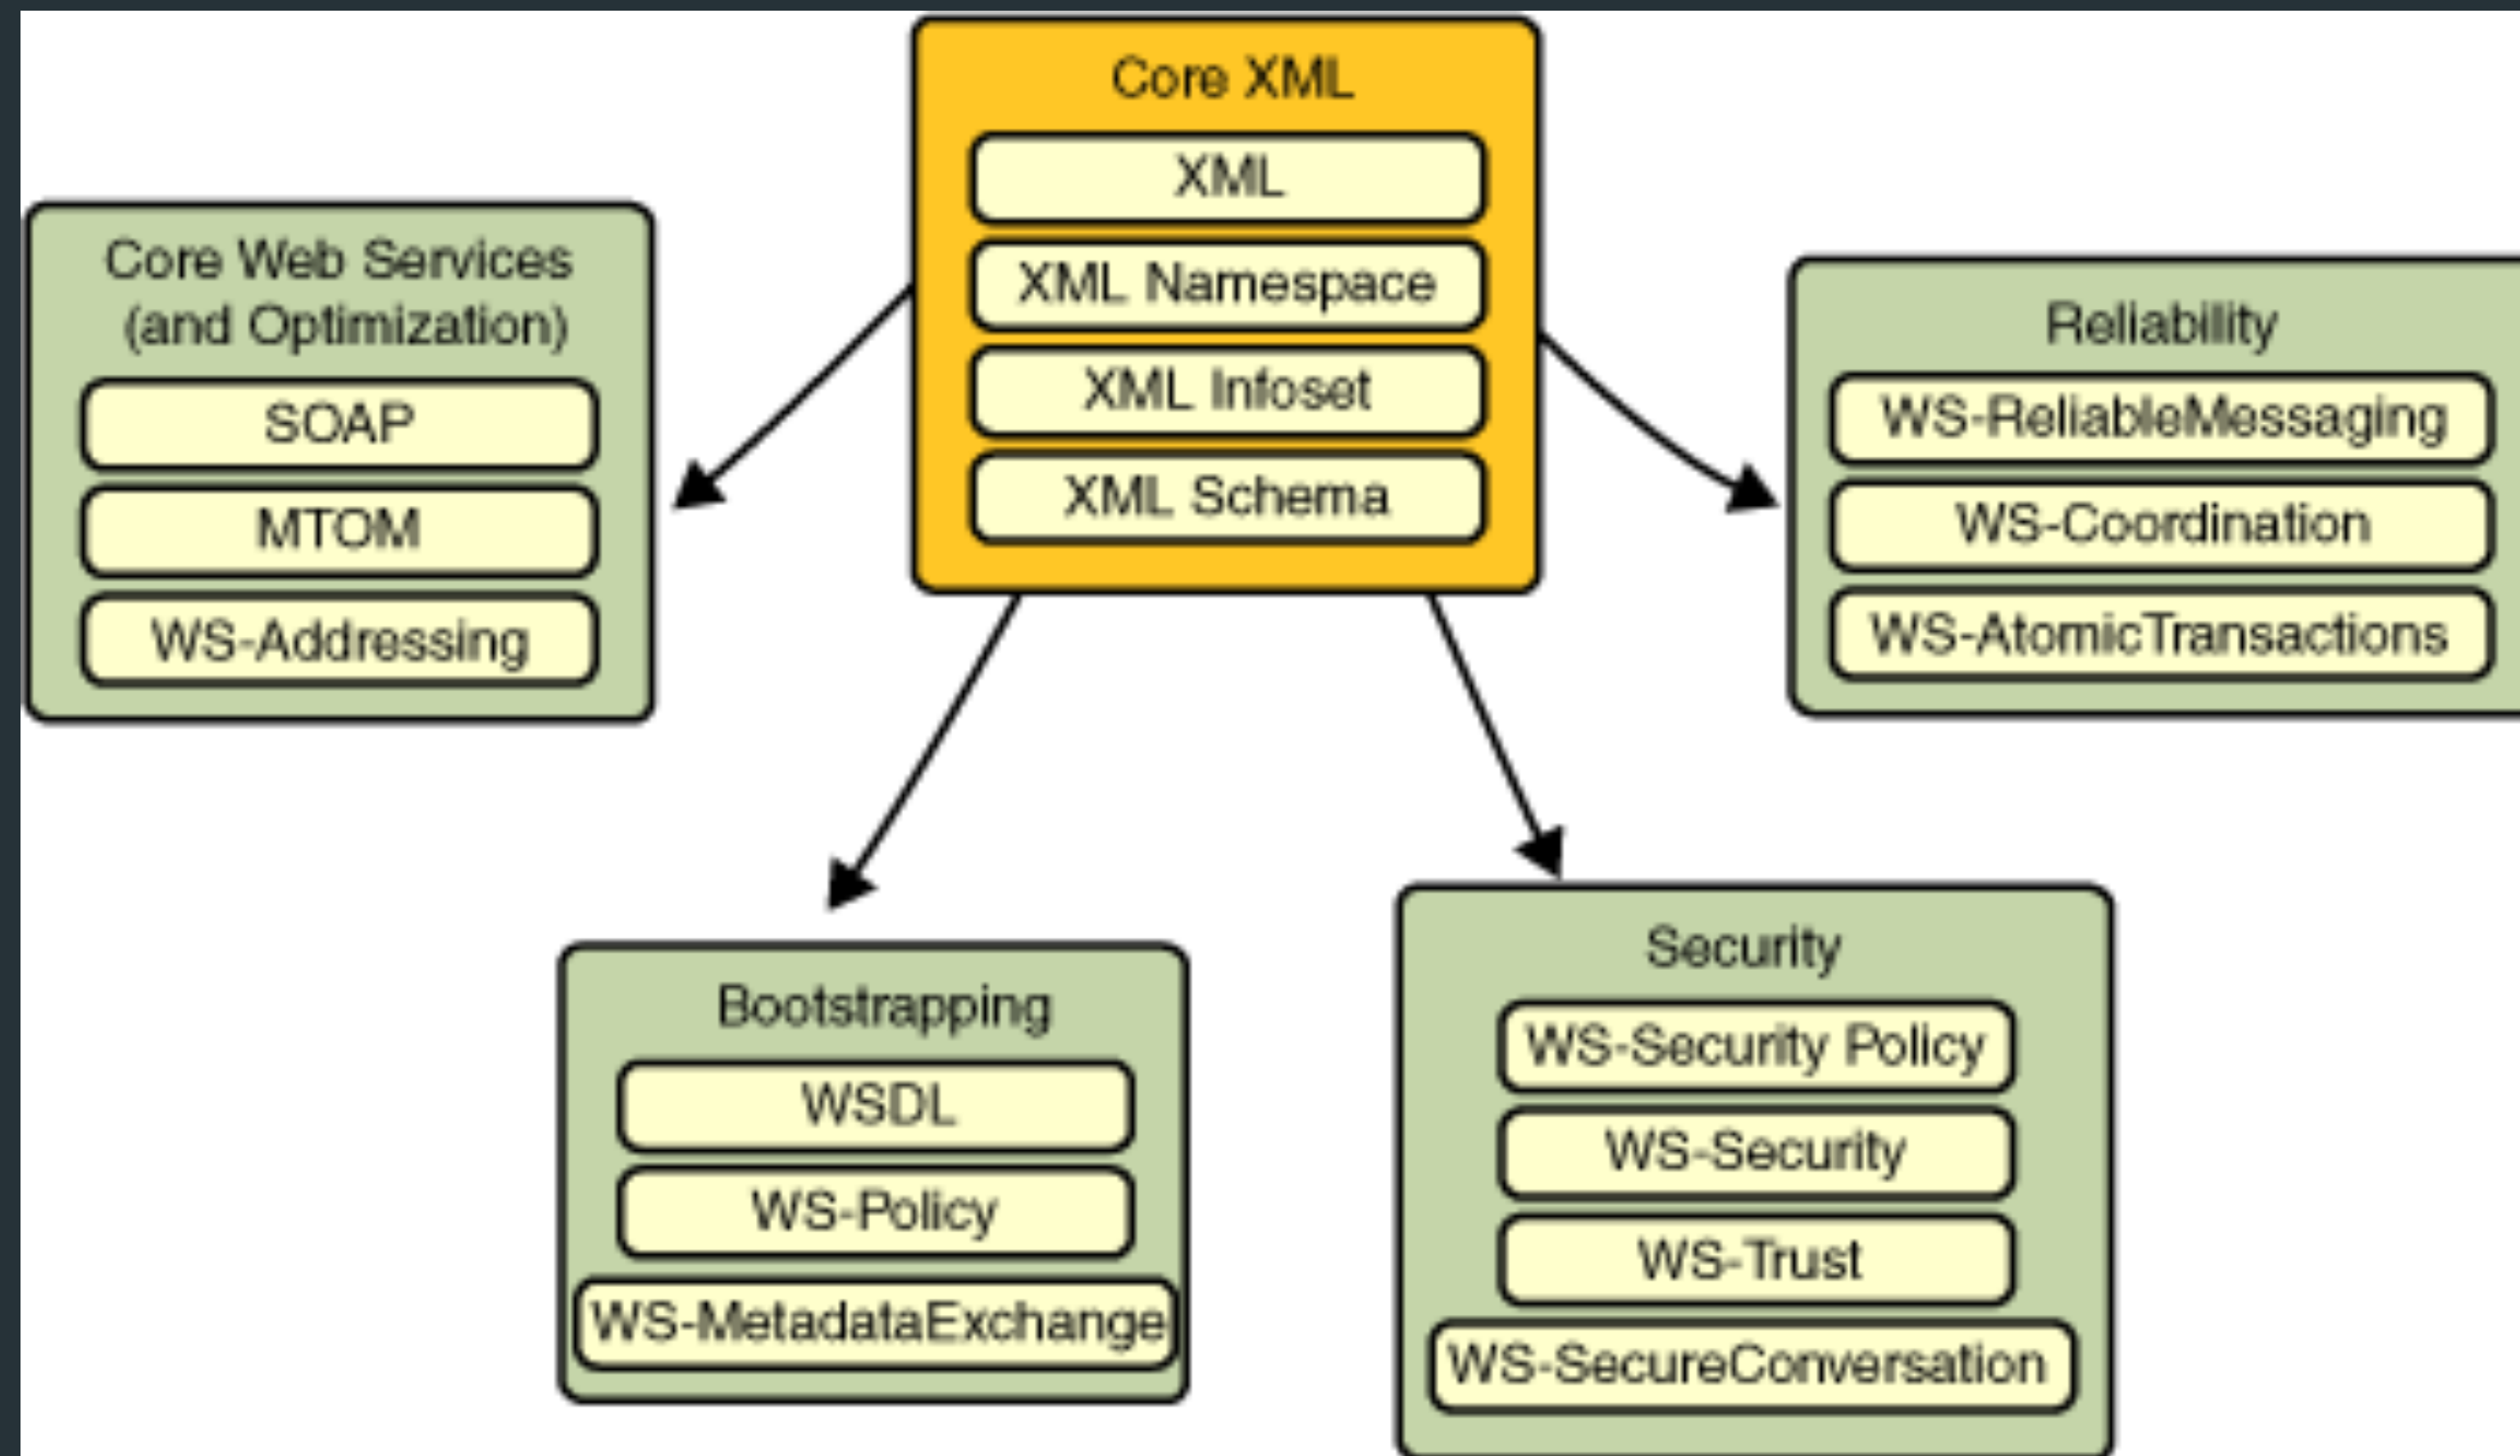 Core XML
XML
XML Namespace
XML Infoset
XML Schema
Core Web Services
(and Optimization)
SOAP
MTOM
WS-Addressing
Reliability
WS-ReliableMessaging
WS-Coordination
WS-AtomicTransactions
Bootstrapping
WSDL
WS-Policy
WS-MetadataExchange
Security
WS-Security Policy
WS-Security
WS-Trust
WS-SecureConversation